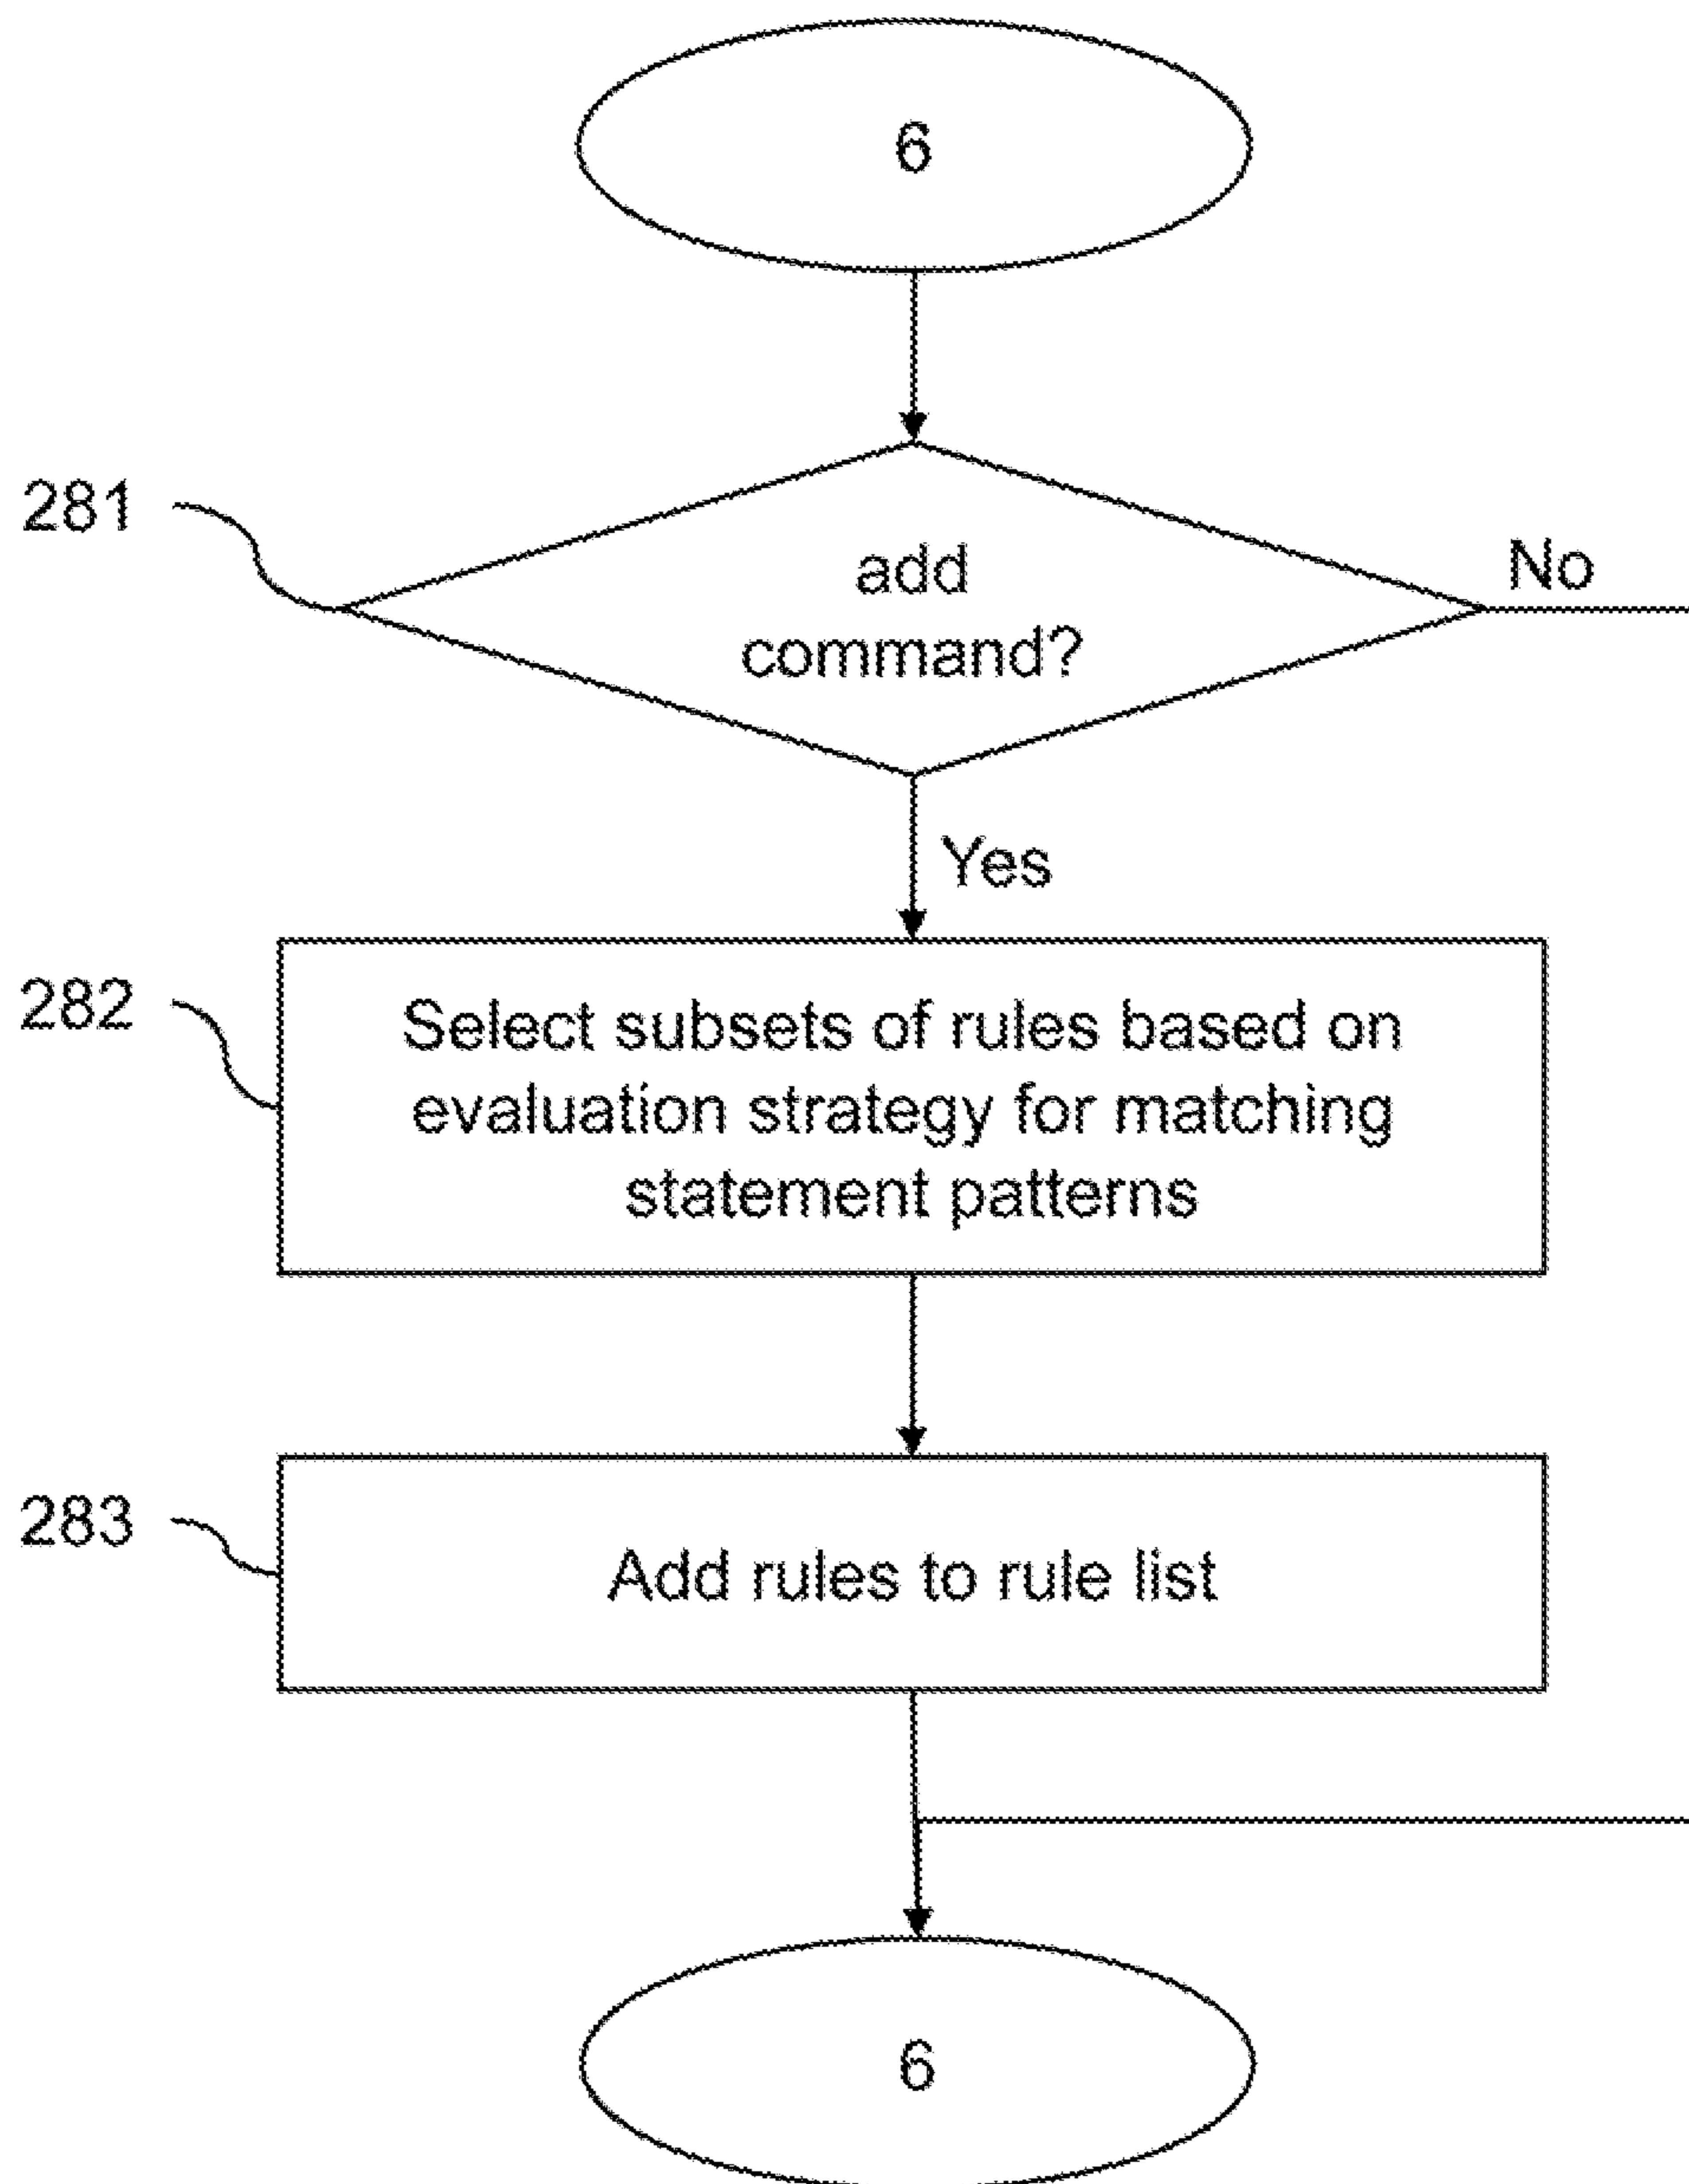 6
281
add
command?
No
Yes
282
Select subsets of rules based on
evaluation strategy for matching
statement patterns
283
Add rules to rule list
6